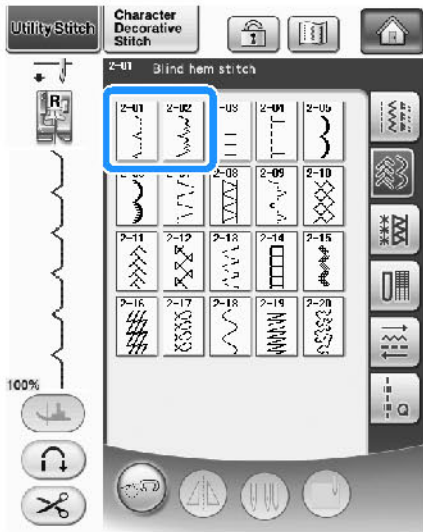 Utility Stitch
Character
Decorative
Stitch
2-01 Blind hem stitch
R
2-01 2-02 -03 2-04 2-05
2-08 2-09 2-10
2-11 2-12 2-13 2-14 2-15
2-16 2-17 2-18 2-19 2-20
100%
Q